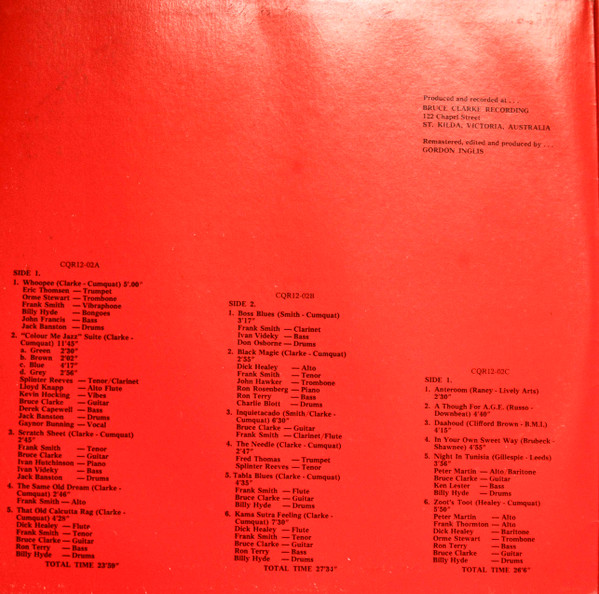 Produced and recorded at . . .
BRUCE CLARKE RECORDING
122 Chapel Street
ST. KILDA, VICTORIA, AUSTRALIA
Remastered, edited and produced by . . .
GORDON INGLIS
CQR12-02A
SIDE 1.
1. Whoopee (Clarke - Cumquat) 5'.00"
Eric Thomsen — Trumpet
Orme Stewart — Trombone
Frank Smith — Vibraphone
Billy Hyde — Bongoes
John Francis — Bass
Jack Banston — Drums
2. "Colour Me Jazz" Suite (Clarke -
Cumquat) 11'45"
a. Green 2'30"
b. Brown 2'02"
c. Blue 4'17"
d. Grey 2'56"
Splinter Reeves — Tenor/Clarinet
Lloyd Knapp — Alto Flute
Kevin Hocking — Vibes
Bruce Clarke — Guitar
Derek Capewell — Bass
Jack Banston — Drums
Gaynor Bunning — Vocal
3. Scratch Sheet (Clarke - Cumquat)
2'45"
Frank Smith — Tenor
Bruce Clarke — Guitar
Ivan Hutchinson — Piano
Ivan Videky — Bass
Jack Banston — Drums
4. The Same Old Dream (Clarke -
Cumquat) 2'46"
Frank Smith — Alto
5. That Old Calcutta Rag (Clarke -
Cumquat) 4'29"
Dick Healey — Flute
Frank Smith — Tenor
Bruce Clarke — Guitar
Ron Terry — Bass
Billy Hyde — Drums
TOTAL TIME 23'50"
CQR12-02B
SIDE 2.
1. Boss Blues (Smith - Cumquat)
3'17"
Frank Smith — Clarinet
Ivan Videky — Bass
Don Osborne — Drums
2. Black Magic (Clarke - Cumquat)
2'55"
Dick Healey — Alto
Frank Smith — Tenor
John Hawker — Trombone
Ron Rosenberg — Piano
Ron Terry — Bass
Charlie Blott — Drums
3. Inquietacado (Smith/Clarke -
Cumquat) 6'30"
Bruce Clarke — Guitar
Frank Smith — Clarinet/Flute
4. The Needle (Clarke - Cumquat)
2'47"
Fred Thomas — Trumpet
Splinter Reeves — Tenor
5. Tabla Blues (Clarke - Cumquat)
4'35"
Frank Smith — Flute
Bruce Clarke — Guitar
Billy Hyde — Drums
6. Kama Sutra Feeling (Clarke -
Cumquat) 7'30"
Dick Healey — Flute
Frank Smith — Tenor
Bruce Clarke — Guitar
Ron Terry — Bass
Billy Hyde — Drums
TOTAL TIME 27'34"
CQR12-02C
SIDE 1.
1. Anteroom (Raney - Lively Arts)
2'30"
2. A Though For A.G.E. (Russo -
Downbeat) 4'40"
3. Daahoud (Clifford Brown - B.M.I.)
4'15"
4. In Your Own Sweet Way (Brubeck -
Shawnee) 4'55"
5. Night In Tunisia (Gillespie - Leeds)
3'56"
Peter Martin — Alto/Baritone
Bruce Clarke — Guitar
Ken Lester — Bass
Billy Hyde — Drums
6. Zoot's Toot (Healey - Cumquat)
5'50"
Peter Martin — Alto
Frank Thornton — Alto
Dick Healey — Baritone
Orme Stewart — Trombone
Ron Terry — Bass
Bruce Clarke — Guitar
Billy Hyde — Drums
TOTAL TIME 26'6"